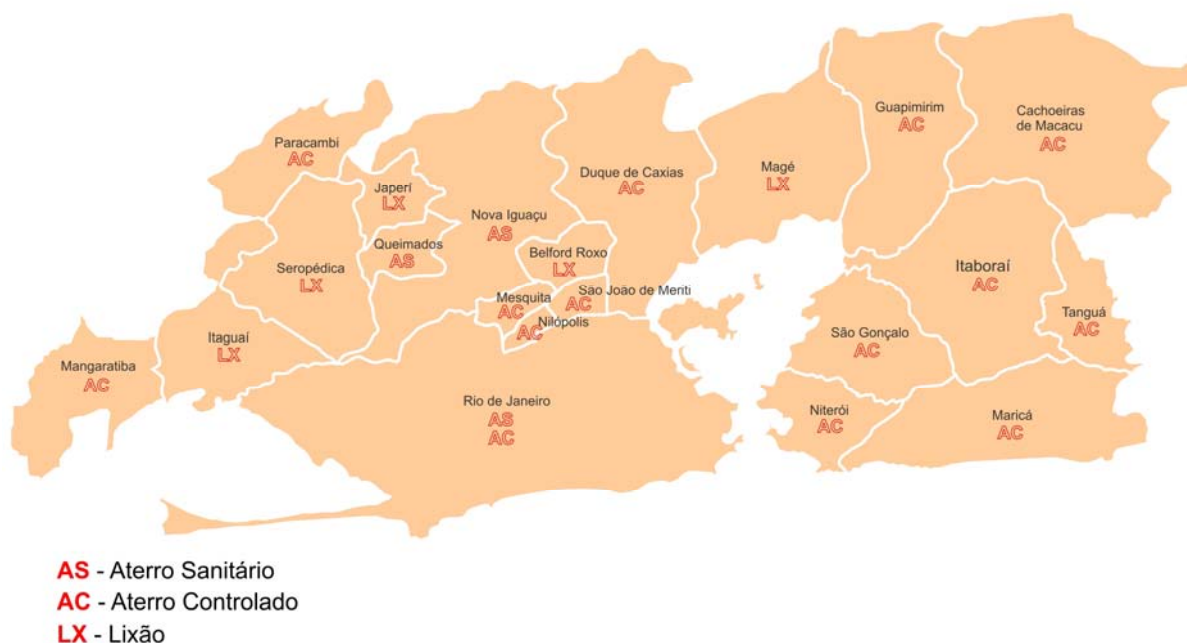 Paracambi
AC
Japerí
LX
Queimados
AS
Seropédica
LX
Itaguaí
LX
Mangaratiba
AC
Nova Iguaçu
AS
Belford Roxo
LX
Mesquita
AC
Nilópolis
AC
São João de Meriti
AC
Duque de Caxias
AC
Rio de Janeiro
AS
AC
Magé
LX
Guapimirim
AC
Cachoeiras
de Macacu
AC
Itaboraí
AC
Tanguá
AC
São Gonçalo
AC
Niterói
AC
Maricá
AC
AS - Aterro Sanitário
AC - Aterro Controlado
LX - Lixão